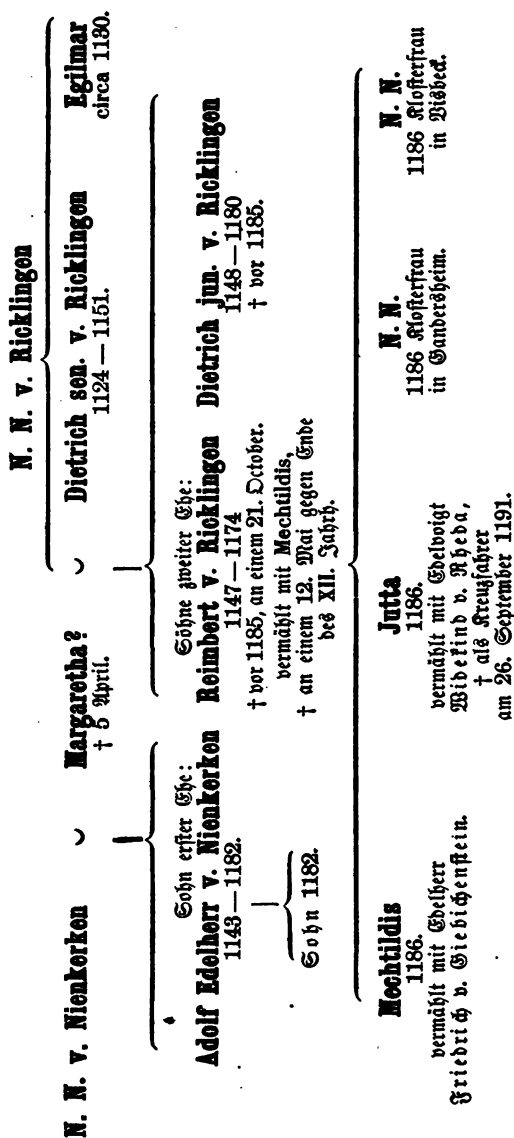 N. N. v. Ricklingen
N. N. v. Nienkerken
Margaretha?
† 5 April.
Dietrich sen. v. Ricklingen
1124—1151.
Egilmar
circa 1130.
Sohn erster Ehe:
Adolf Edelherr v. Nienkerken
1143—1182.
Sohn 1182.
Söhne zweiter Ehe:
Reimbert v. Ricklingen
1147—1174
† vor 1185, an einem 21. October.
vermählt mit Mechtildis,
† an einem 12. Mai gegen Ende
des XII. Jahrh.
Dietrich jun. v. Ricklingen
1148—1180
† vor 1185.
Mechtildis
1186.
vermählt mit Edelherr
Friedrich v. Giebichenstein.
Jutta
1186.
vermählt mit Edelvoigt
Widekind v. Rheda,
† als Kreuzfahrer
am 26. September 1191.
N. N.
1186 Klosterfrau
in Gandersheim.
N. N.
1186 Klosterfrau
in Visbeck.